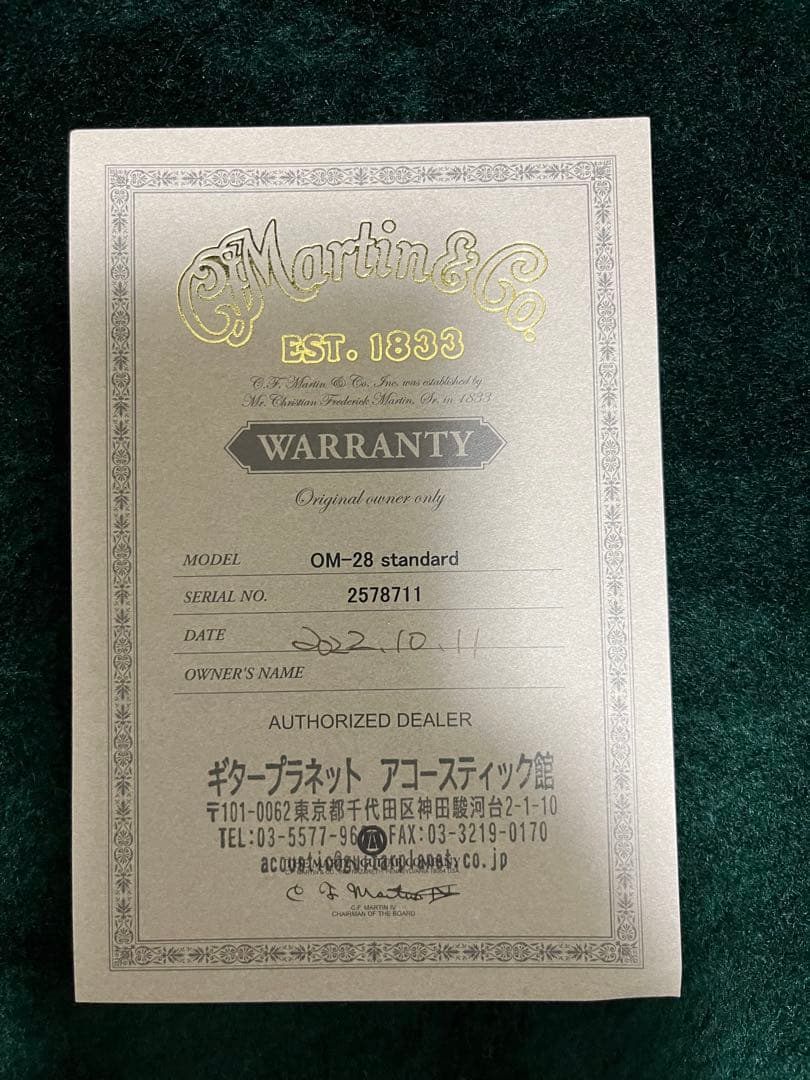 C.F. Martin & Co.
EST. 1833
C.F. Martin & Co. Inc. was established by
Mr. Christian Frederick Martin, Sr. in 1833
WARRANTY
Original owner only
MODEL OM-28 standard
SERIAL NO. 2578711
DATE 2022.10.11
OWNER'S NAME
AUTHORIZED DEALER
ギタープラネット アコースティック館
〒101-0062東京都千代田区神田駿河台2-1-10
TEL:03-5577-96 FAX:03-3219-0170
C F Martin IV
C.F. MARTIN IV
CHAIRMAN OF THE BOARD